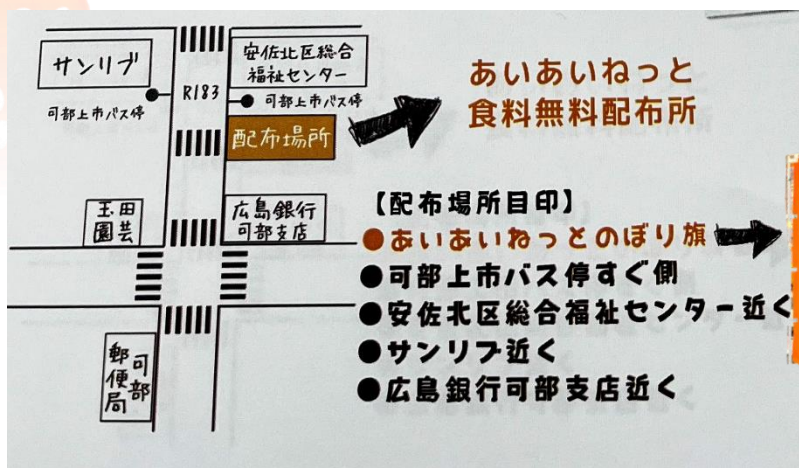 サンリブ
安佐北区総合
福祉センター
R183
可部上市バス停
可部上市バス停
配布場所
あいあいねっと
食料無料配布所
玉田
園芸
広島銀行
可部支店
可部
郵便局
【配布場所目印】
●あいあいねっとのぼり旗
●可部上市バス停すぐ側
●安佐北区総合福祉センター近く
●サンリブ近く
●広島銀行可部支店近く